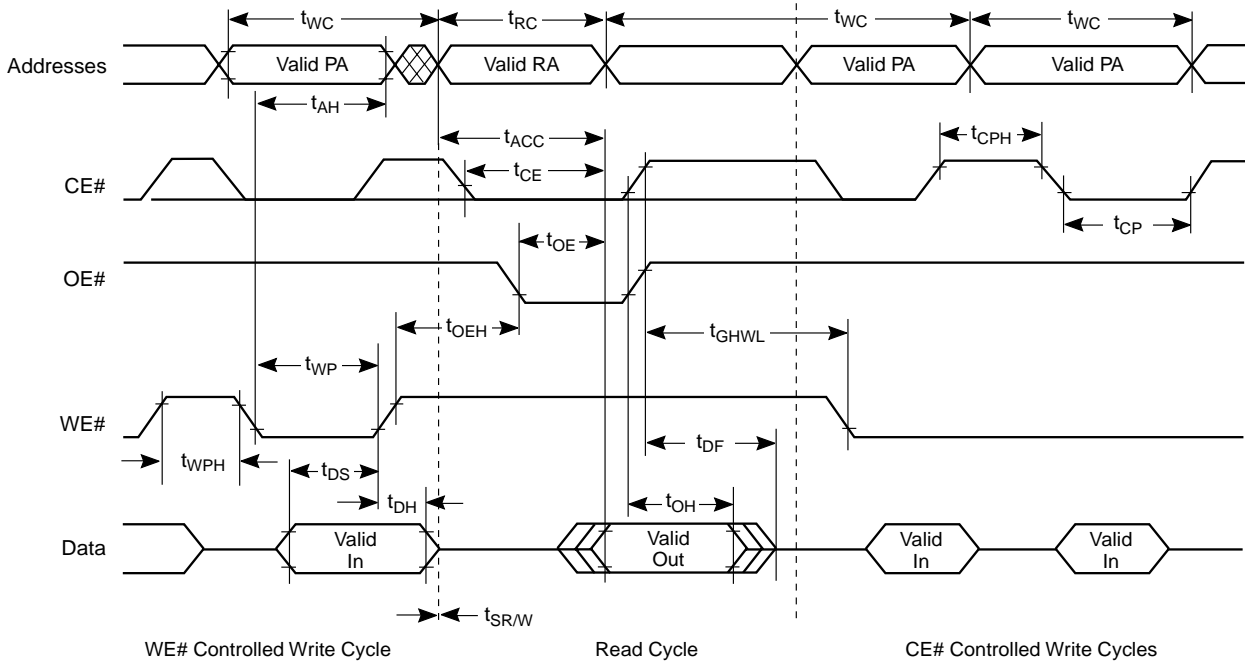 tWC tRC tWC tWC
Addresses Valid PA Valid RA Valid PA Valid PA
tAH
tACC tCPH
CE# tCE
tOE tCP
OE#
tOEH tGHWL
tWP
WE#
tWPH tDS tDF
tDH tOH
Data Valid In Valid Out Valid In Valid In
tSR/W
WE# Controlled Write Cycle Read Cycle CE# Controlled Write Cycles